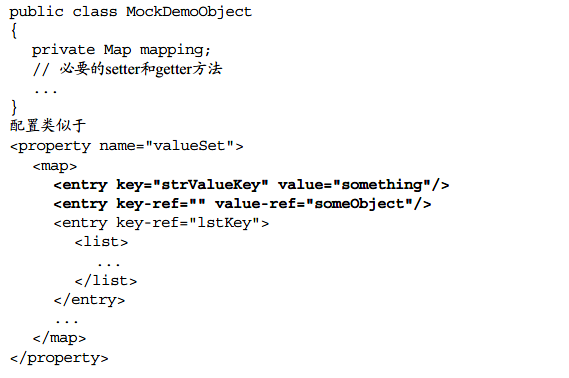 public class MockDemoObject
{
private Map mapping;
// 必要的setter和getter方法
...
}
配置类似于
<property name="valueSet">
<map>
<entry key="strValueKey" value="something"/>
<entry key-ref="" value-ref="someObject"/>
<entry key-ref="lstKey">
<list>
...
</list>
</entry>
...
</map>
</property>